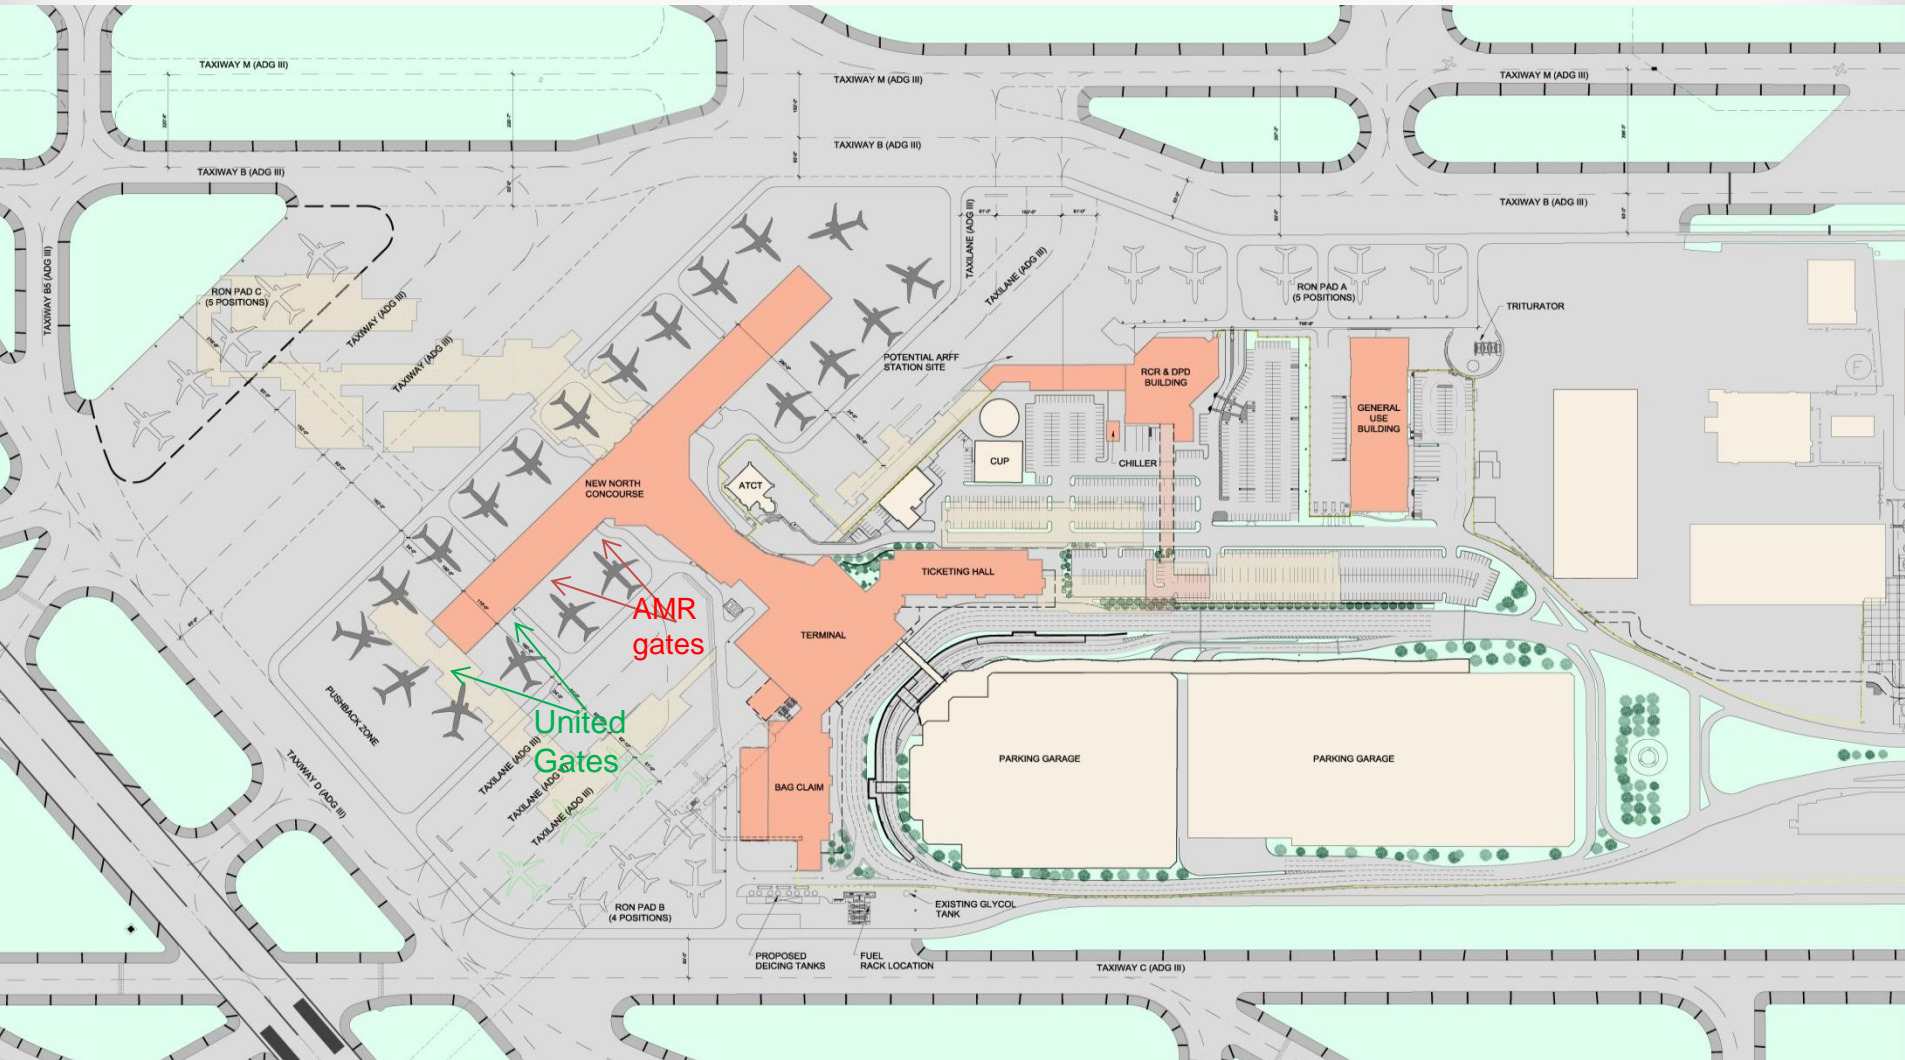 TAXIWAY M (ADG III)
TAXIWAY M (ADG III)
TAXIWAY M (ADG III)
TAXIWAY B (ADG III)
TAXIWAY B (ADG III)
TAXIWAY B (ADG III)
TAXIWAY B5 (ADG III)
RON PAD C
(5 POSITIONS)
TAXIWAY (ADG III)
TAXIWAY (ADG III)
TAXILANE (ADG III)
TAXILANE (ADG III)
RON PAD A
(5 POSITIONS)
TRITURATOR
POTENTIAL ARFF
STATION SITE
RCR & DPD
BUILDING
GENERAL
USE
BUILDING
CUP
CHILLER
ATCT
F
NEW NORTH
CONCOURSE
TICKETING HALL
AMR
gates
TERMINAL
United
Gates
PUSHBACK ZONE
TAXIWAY D (ADG III)
TAXILANE (ADG III)
TAXILANE (ADG
TAXILANE (ADG III)
BAG CLAIM
PARKING GARAGE
PARKING GARAGE
RON PAD B
(4 POSITIONS)
EXISTING GLYCOL
TANK
PROPOSED
DEICING TANKS
FUEL
RACK LOCATION
TAXIWAY C (ADG III)